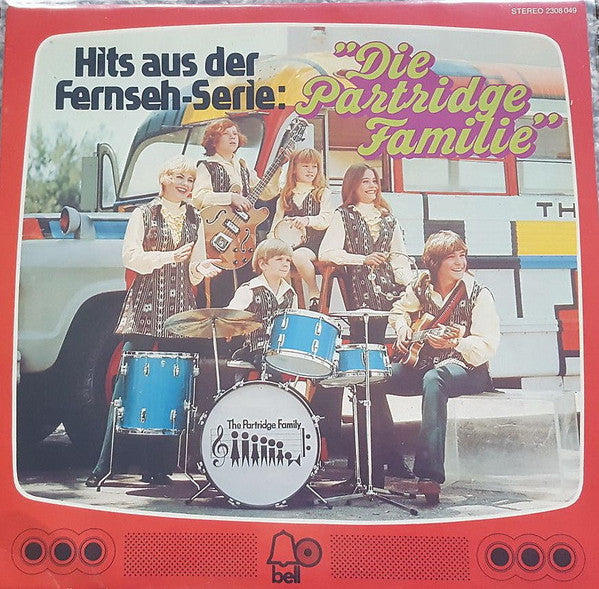 STEREO 2308 049
Hits aus der
Fernseh-Serie:
"Die
Partridge
Familie"
TH
The Partridge Family
bell